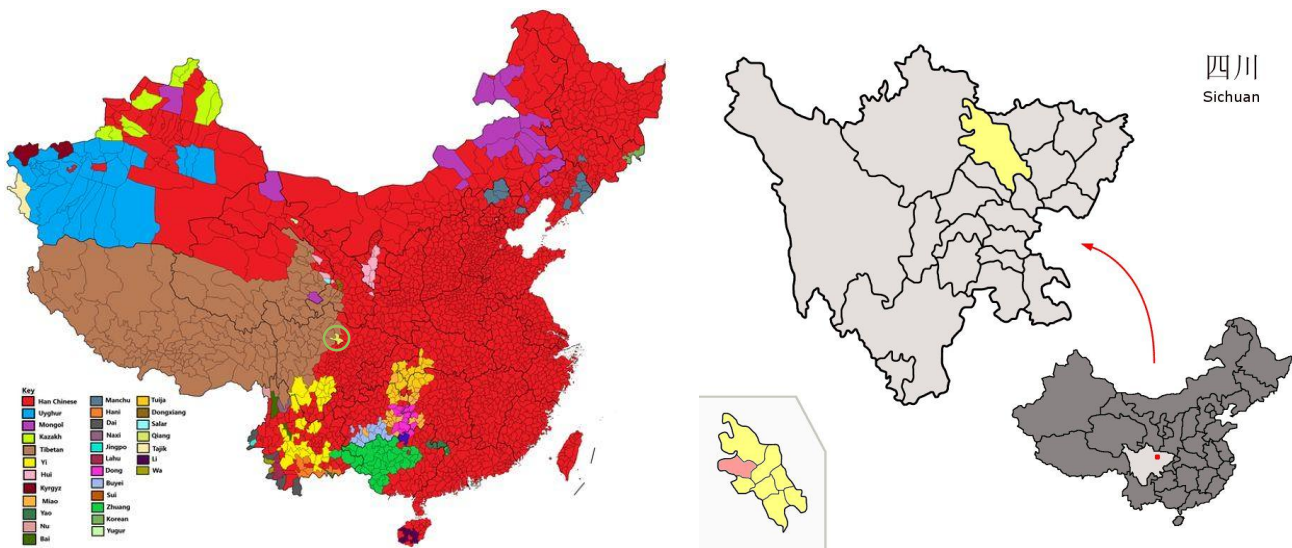 Key
Han Chinese
Uyghur
Mongol
Kazakh
Tibetan
Yi
Hui
Kyrgyz
Miao
Yao
Nu
Bai
Manchu
Hani
Dai
Naxi
Jingpo
Lahu
Dong
Buyei
Sui
Zhuang
Korean
Yugur
Tuija
Dongxiang
Salar
Qiang
Tajik
Li
Wa
四川
Sichuan